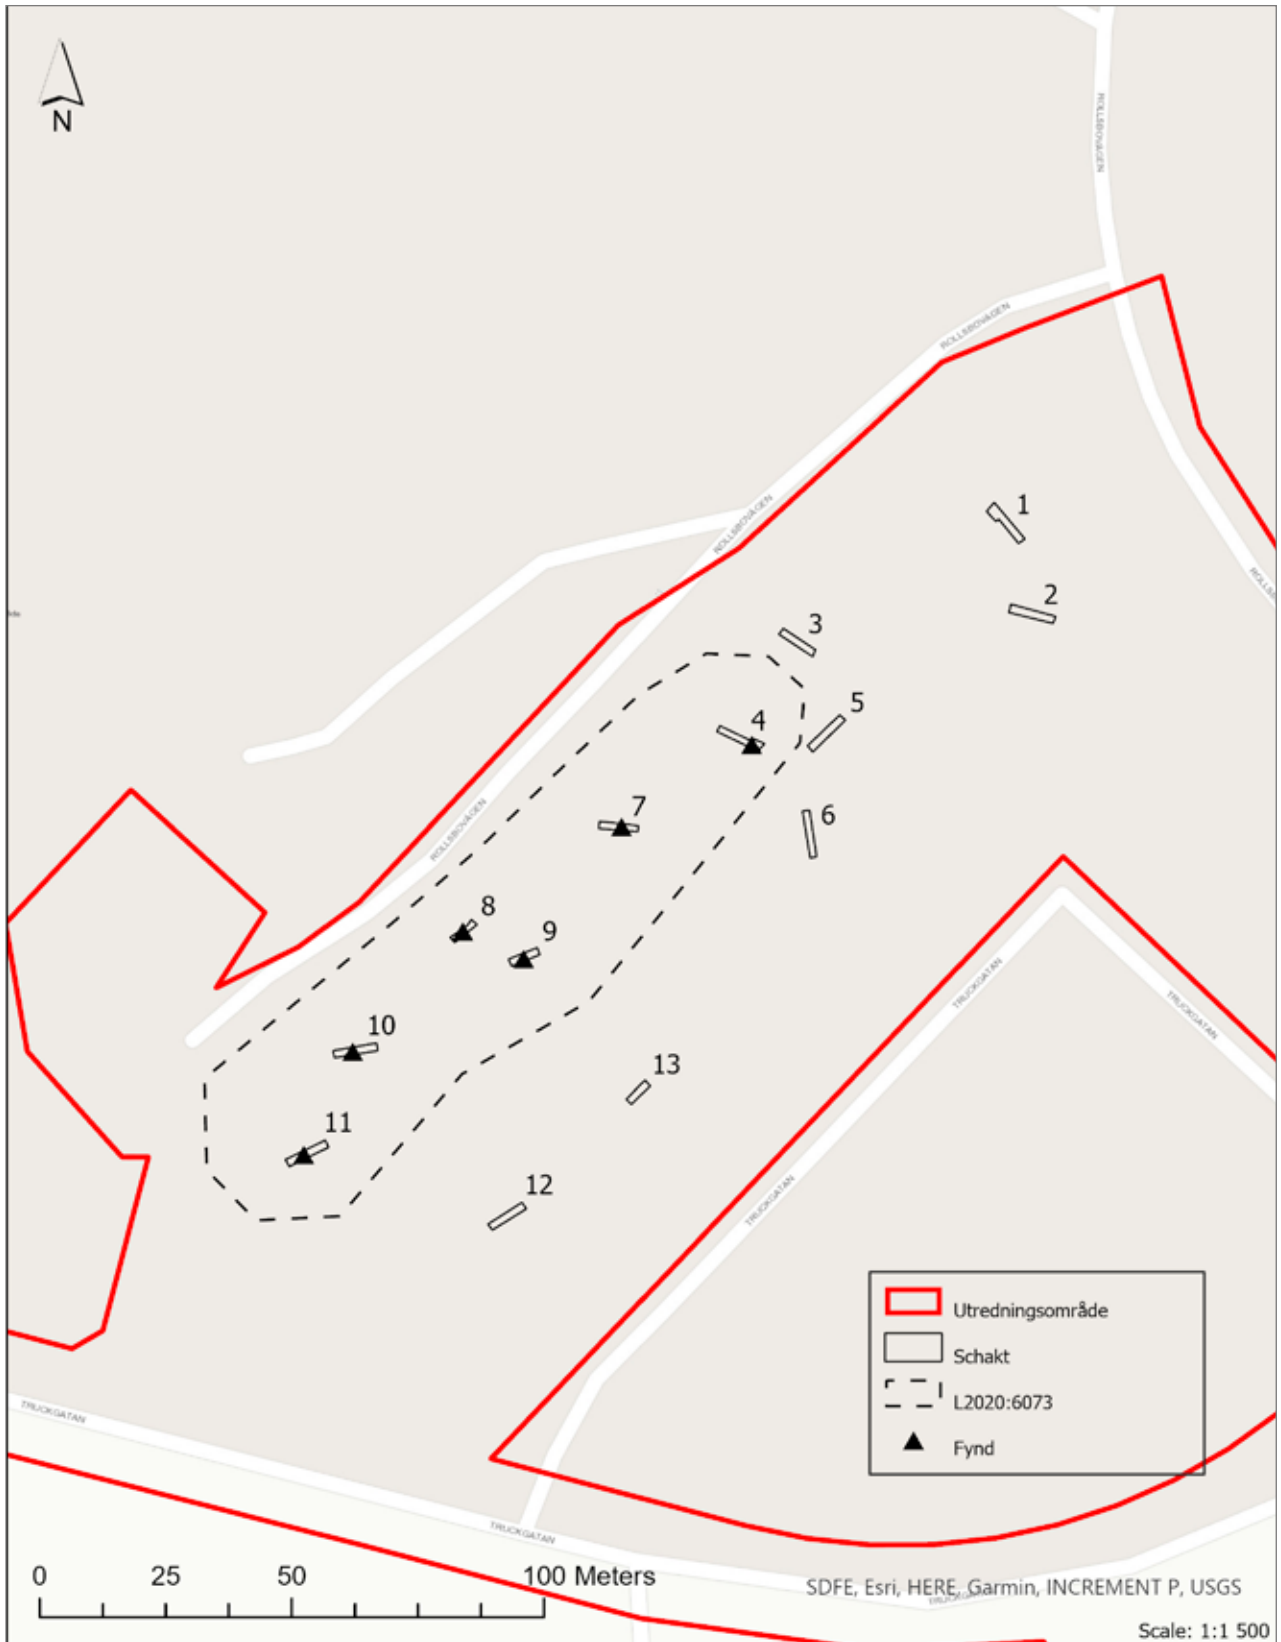 N
ROLLSBOVÄGEN
ROLLSBOVÄGEN
ROLLSBOVÄGEN
1
2
3
4
5
6
7
ROLLSBOVÄGEN
8
9
TRUCKGATAN
TRUCKGATAN
10
13
11
12
TRUCKGATAN
Utredningsområde
Schakt
L2020:6073
Fynd
TRUCKGATAN
TRUCKGATAN
0 25 50 100 Meters
SDFE, Esri, HERE, Garmin, INCREMENT P, USGS
TRUCKGATAN
Scale: 1:1 500